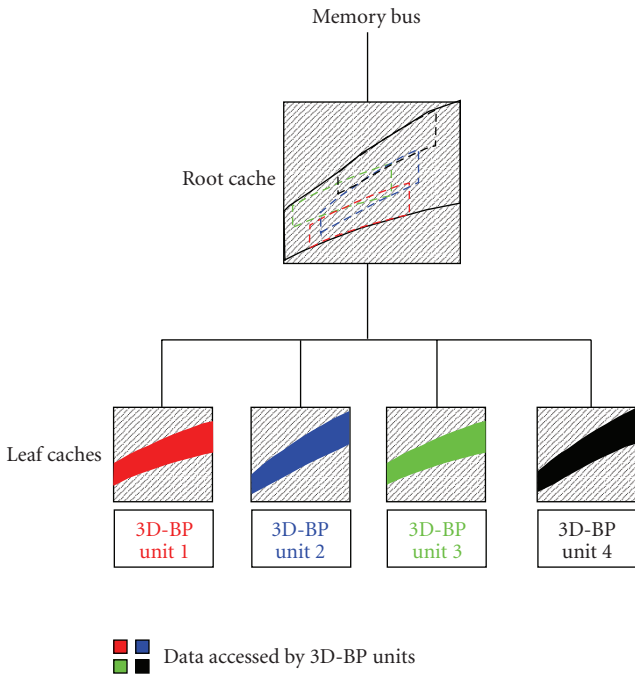 Memory bus
Root cache
Leaf caches
3D-BP
unit 1
3D-BP
unit 2
3D-BP
unit 3
3D-BP
unit 4
Data accessed by 3D-BP units